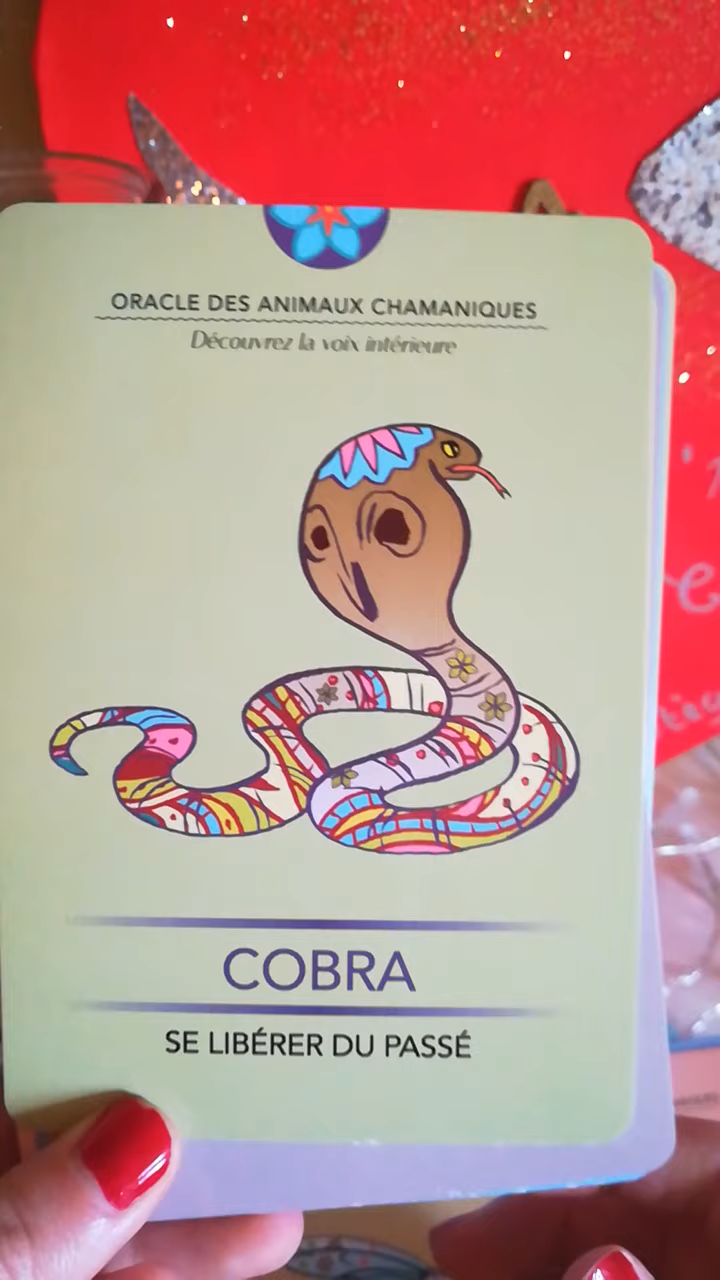 ORACLE DES ANIMAUX CHAMANIQUES
Découvrez la voix intérieure
COBRA
SE LIBÉRER DU PASSÉ